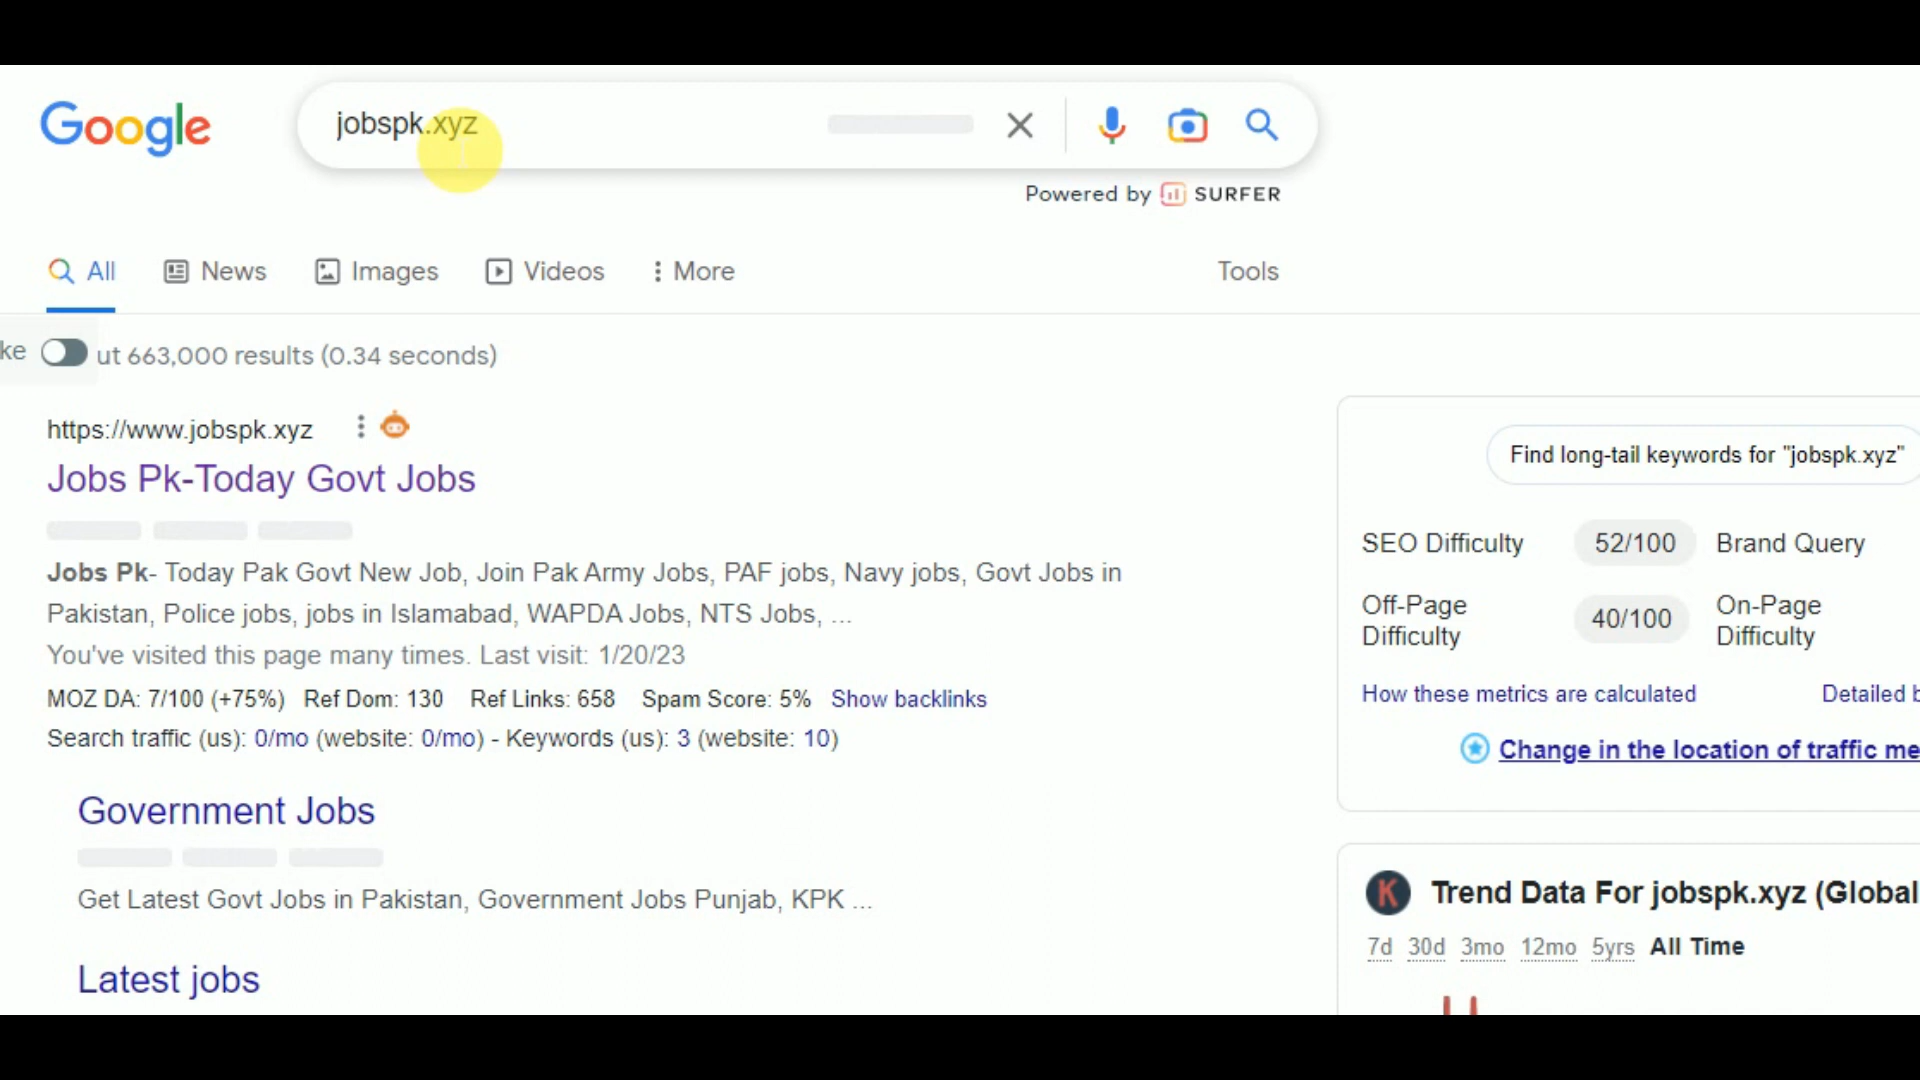 Google
jobspk.xyz
Powered by SURFER
All News Images Videos More Tools
ke ut 663,000 results (0.34 seconds)
https://www.jobspk.xyz
Jobs Pk-Today Govt Jobs
Jobs Pk- Today Pak Govt New Job, Join Pak Army Jobs, PAF jobs, Navy jobs, Govt Jobs in
Pakistan, Police jobs, jobs in Islamabad, WAPDA Jobs, NTS Jobs, ...
You've visited this page many times. Last visit: 1/20/23
MOZ DA: 7/100 (+75%) Ref Dom: 130 Ref Links: 658 Spam Score: 5% Show backlinks
Search traffic (us): 0/mo (website: 0/mo) - Keywords (us): 3 (website: 10)
Government Jobs
Get Latest Govt Jobs in Pakistan, Government Jobs Punjab, KPK ...
Latest jobs
Find long-tail keywords for "jobspk.xyz"
SEO Difficulty 52/100 Brand Query
Off-Page Difficulty 40/100 On-Page Difficulty
How these metrics are calculated Detailed b
Change in the location of traffic me
K Trend Data For jobspk.xyz (Global
7d 30d 3mo 12mo 5yrs All Time